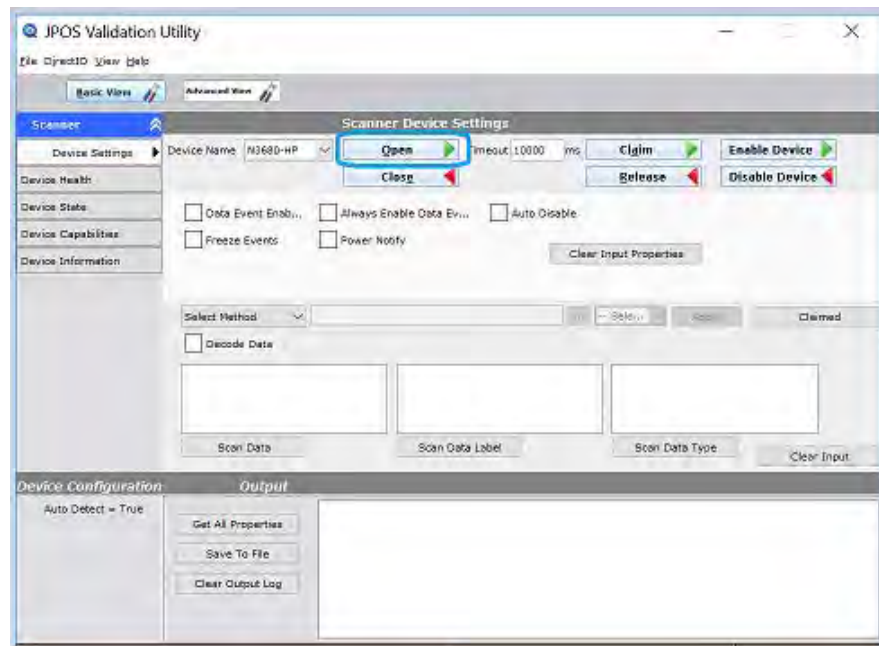 JPOS Validation Utility
File DirectIO View Help
Basic View Advanced View
Scanner Scanner Device Settings
Device Settings Device Name N3680-HP Open Timeout 10000 ms Claim Enable Device
Close Release Disable Device
Device Health
Device State Data Event Enab... Always Enable Data Ev... Auto Disable
Device Capabilities Freeze Events Power Notify
Clear Input Properties
Device Information
Select Method -- Sele... Claimed
Decode Data
Scan Data Scan Data Label Scan Data Type Clear Input
Device Configuration Output
Auto Detect = True
Get All Properties
Save To File
Clear Output Log